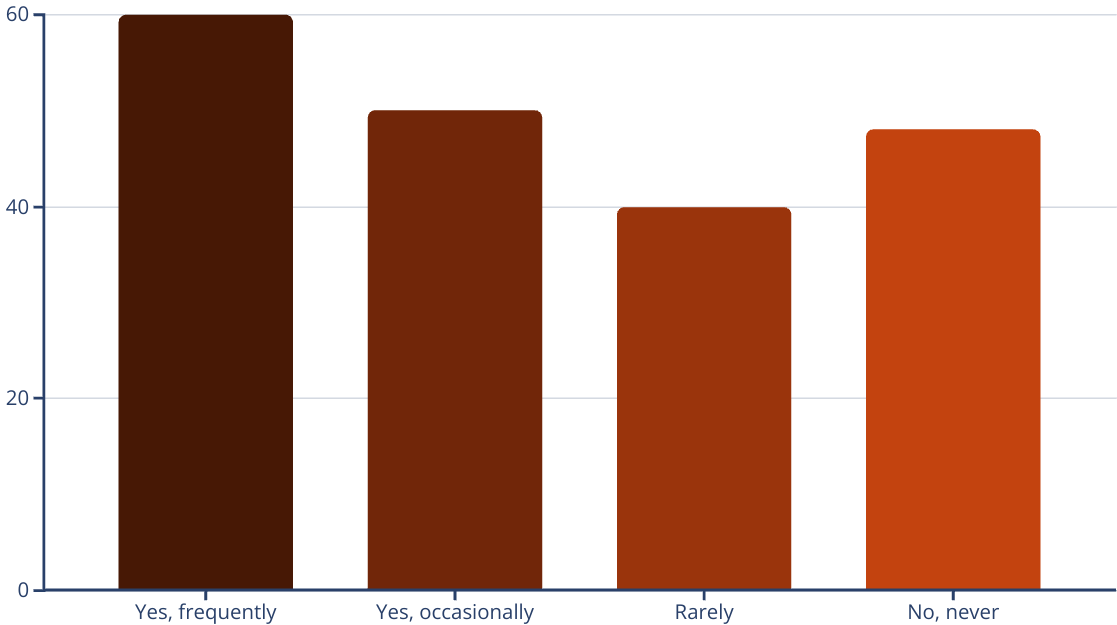 60
40
20
0
Yes, frequently
Yes, occasionally
Rarely
No, never